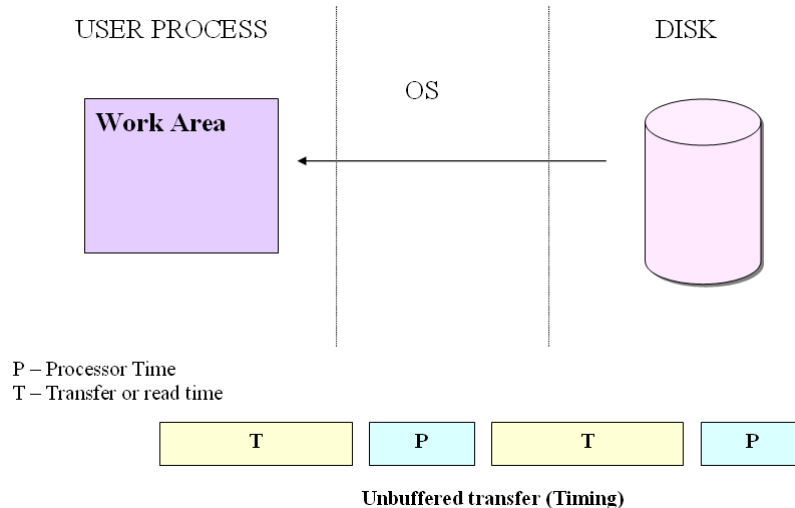 USER PROCESS
DISK
OS
Work Area
P – Processor Time
T – Transfer or read time
T
P
T
P
Unbuffered transfer (Timing)